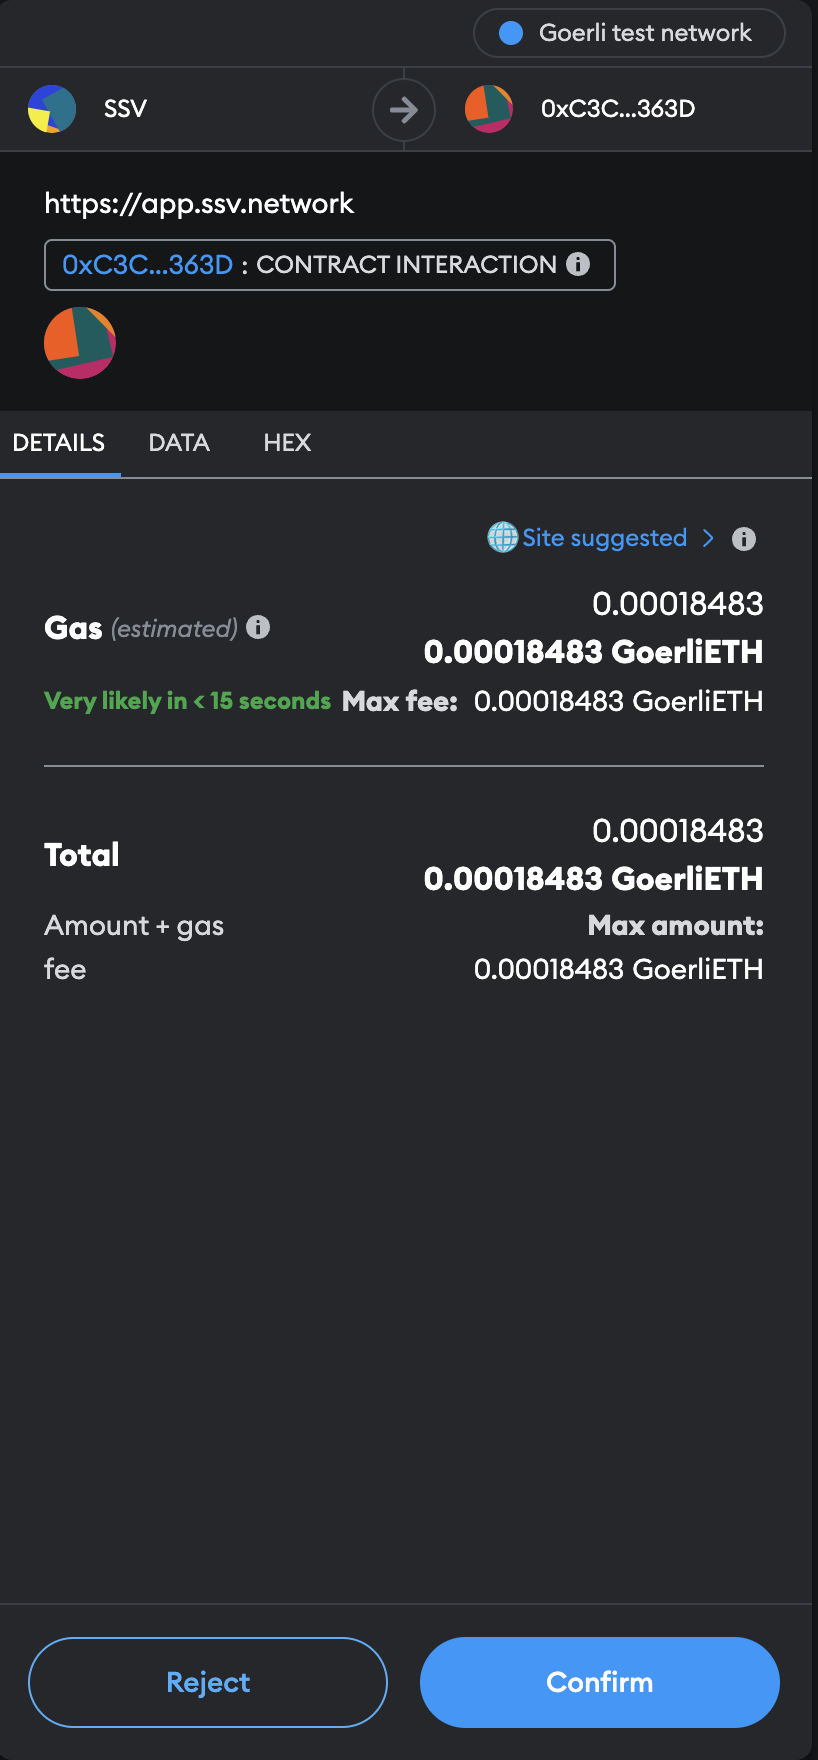 Goerli test network
SSV
0xC3C...363D
https://app.ssv.network
0xC3C...363D : CONTRACT INTERACTION
DETAILS DATA HEX
Site suggested
Gas (estimated)
0.00018483
0.00018483 GoerliETH
Very likely in < 15 seconds Max fee: 0.00018483 GoerliETH
Total
0.00018483
0.00018483 GoerliETH
Amount + gas fee
Max amount:
0.00018483 GoerliETH
Reject Confirm